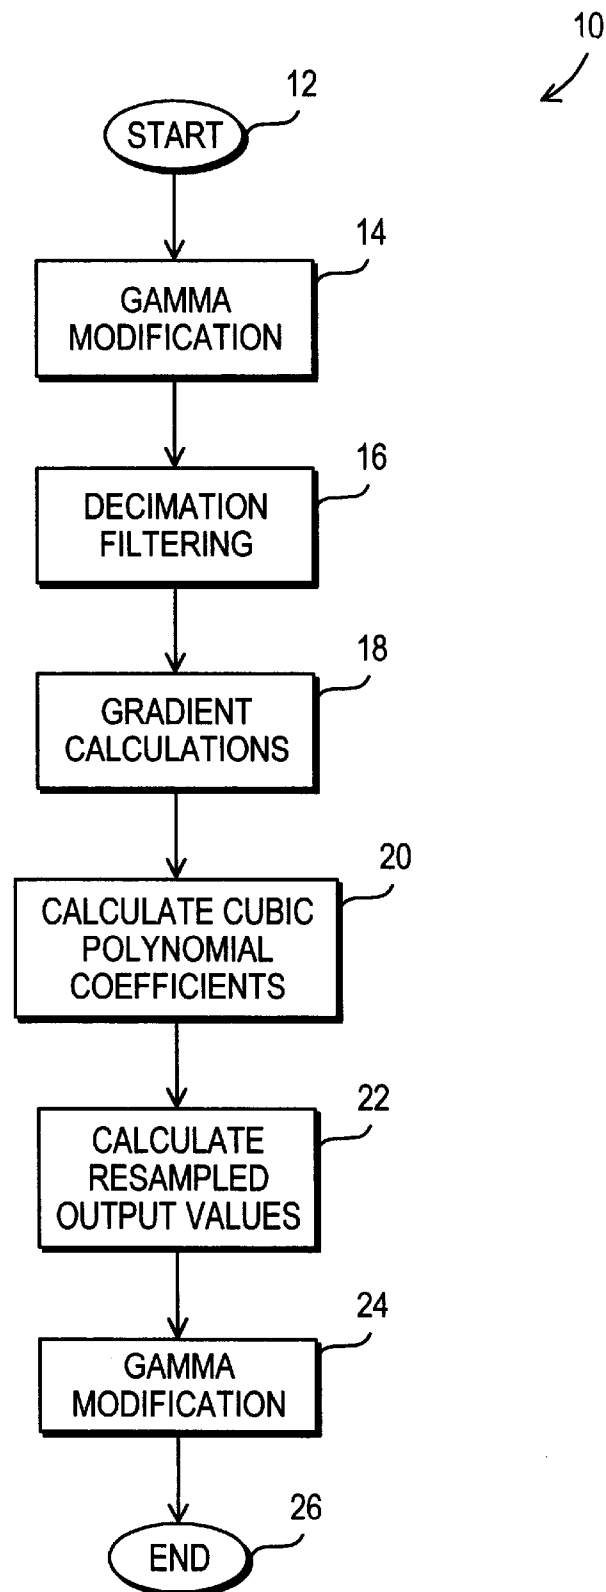 10
START
12
GAMMA
MODIFICATION
14
DECIMATION
FILTERING
16
GRADIENT
CALCULATIONS
18
CALCULATE CUBIC
POLYNOMIAL
COEFFICIENTS
20
CALCULATE
RESAMPLED
OUTPUT VALUES
22
GAMMA
MODIFICATION
24
END
26